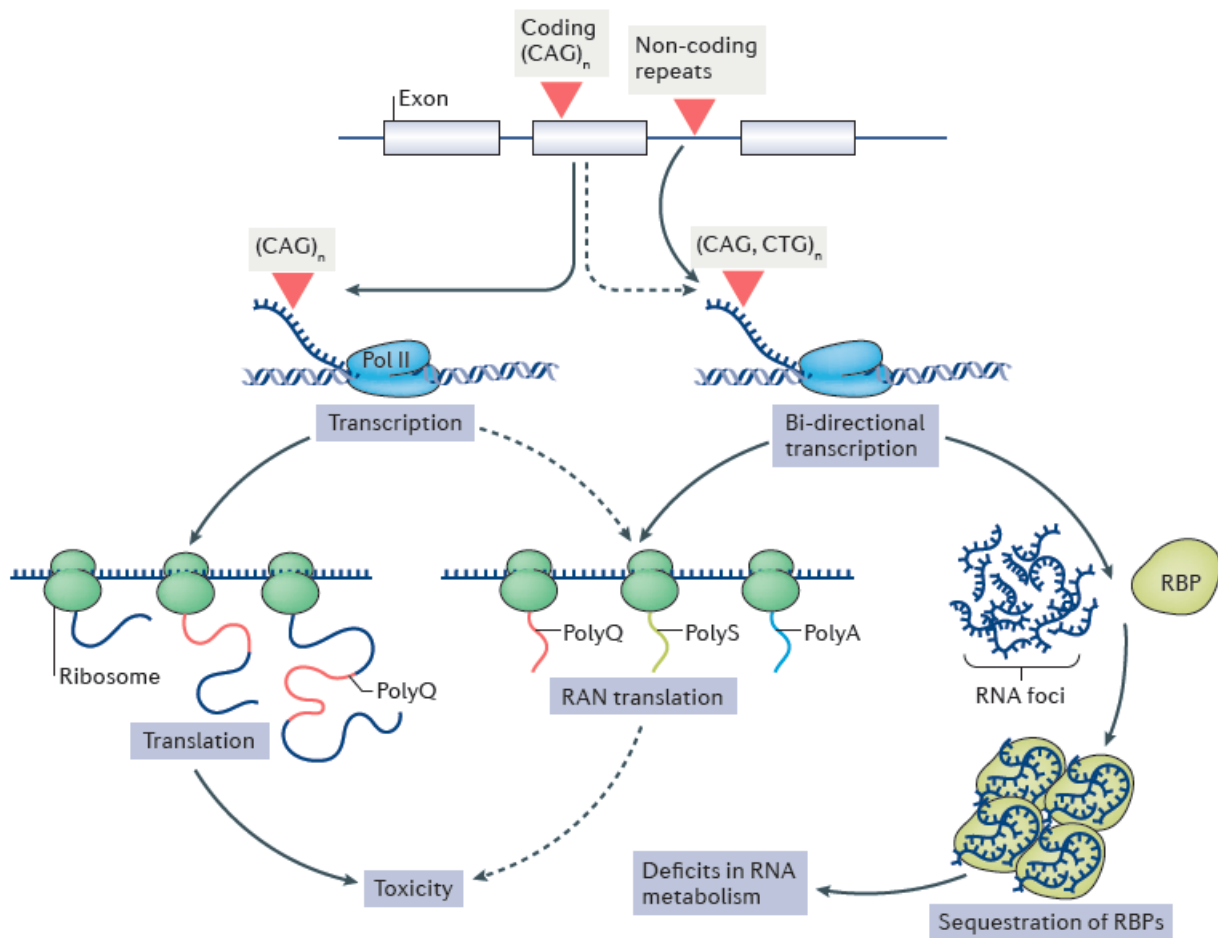 Coding
(CAG)n
Non-coding
repeats
Exon
(CAG)n
(CAG, CTG)n
Pol II
Transcription
Bi-directional
transcription
RBP
PolyQ
PolyS
PolyA
Ribosome
PolyQ
RNA foci
RAN translation
Translation
Deficits in RNA
metabolism
Toxicity
Sequestration of RBPs